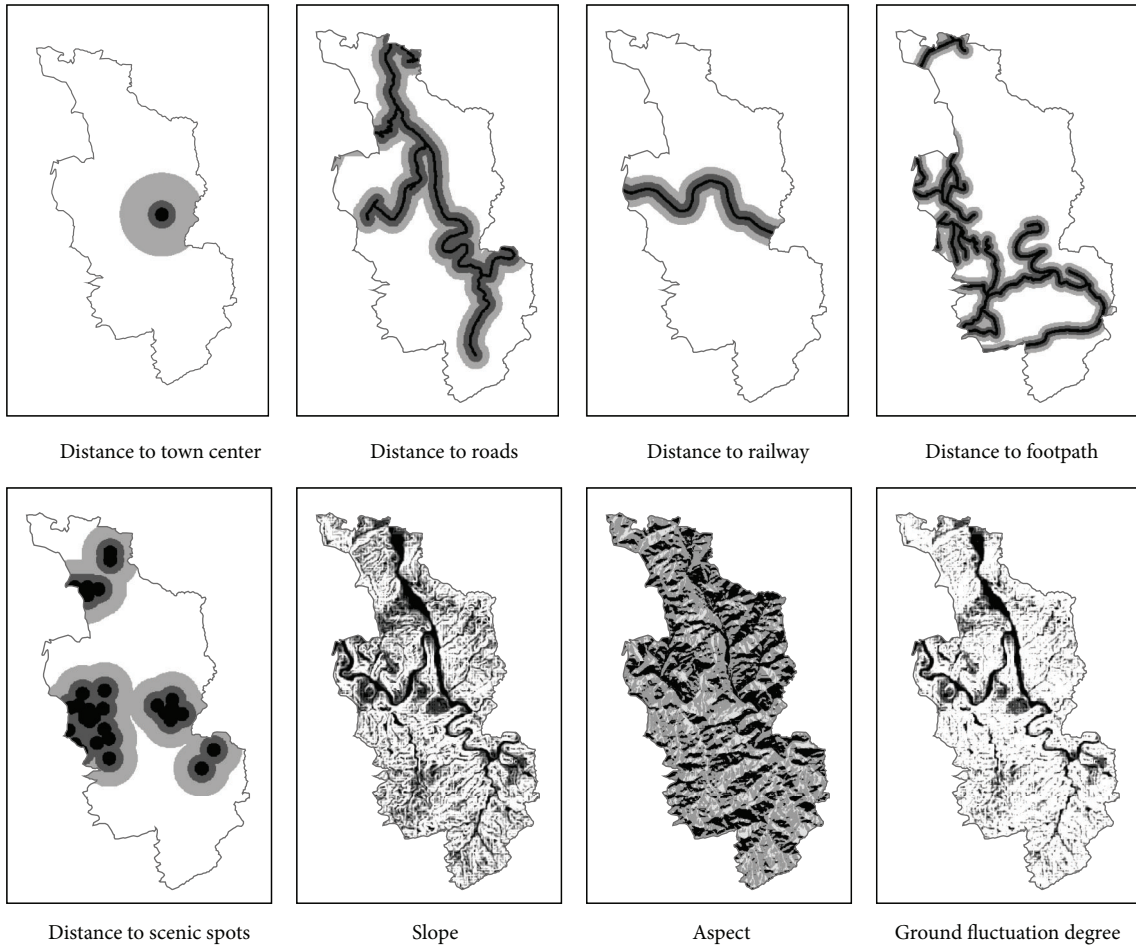 Distance to town center
Distance to roads
Distance to railway
Distance to footpath
Distance to scenic spots
Slope
Aspect
Ground fluctuation degree